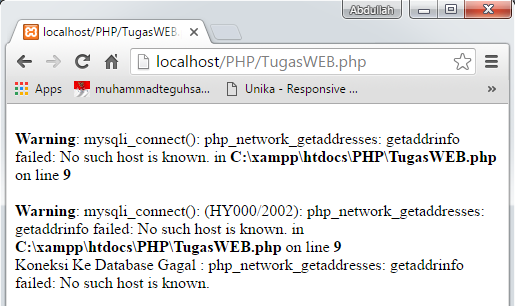 Abdullah
localhost/PHP/TugasWEB.
localhost/PHP/TugasWEB.php
Apps muhammadteguhsa... Unika - Responsive ... »
Warning: mysqli_connect(): php_network_getaddresses: getaddrinfo
failed: No such host is known. in C:\xampp\htdocs\PHP\TugasWEB.php
on line 9
Warning: mysqli_connect(): (HY000/2002): php_network_getaddresses:
getaddrinfo failed: No such host is known. in
C:\xampp\htdocs\PHP\TugasWEB.php on line 9
Koneksi Ke Database Gagal : php_network_getaddresses: getaddrinfo
failed: No such host is known.